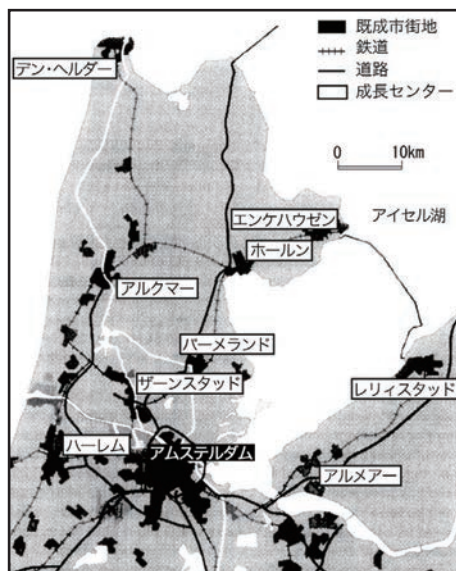 既成市街地
鉄道
道路
成長センター
0 10km
デン・ヘルダー
エンケハウゼン
アイセル湖
ホールン
アルクマー
パーメランド
ザーンスタッド
レリィスタッド
ハーレム
アムステルダム
アルメアー